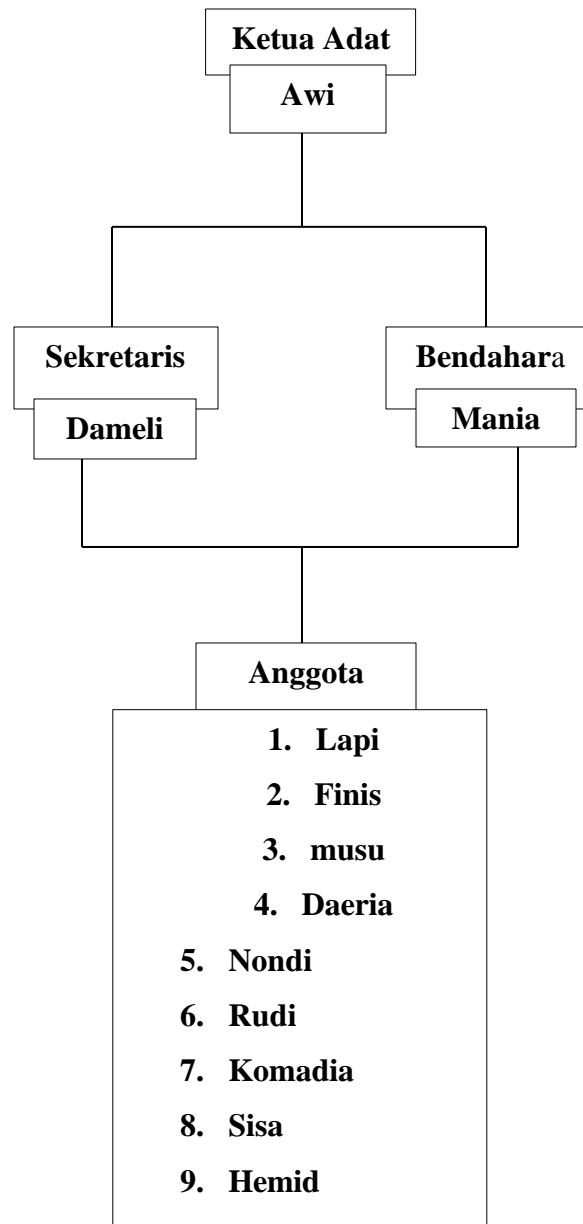 Ketua Adat
Awi
Sekretaris
Bendahara
Dameli
Mania
Anggota
1. Lapi
2. Finis
3. musu
4. Daeria
5. Nondi
6. Rudi
7. Komadia
8. Sisa
9. Hemid